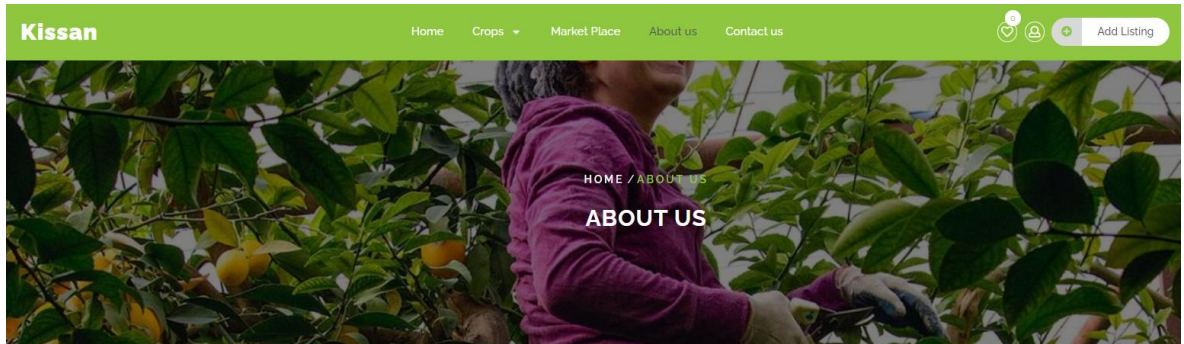 Kissan Home Crops Market Place About us Contact us 0 Add Listing
HOME / ABOUT US
ABOUT US